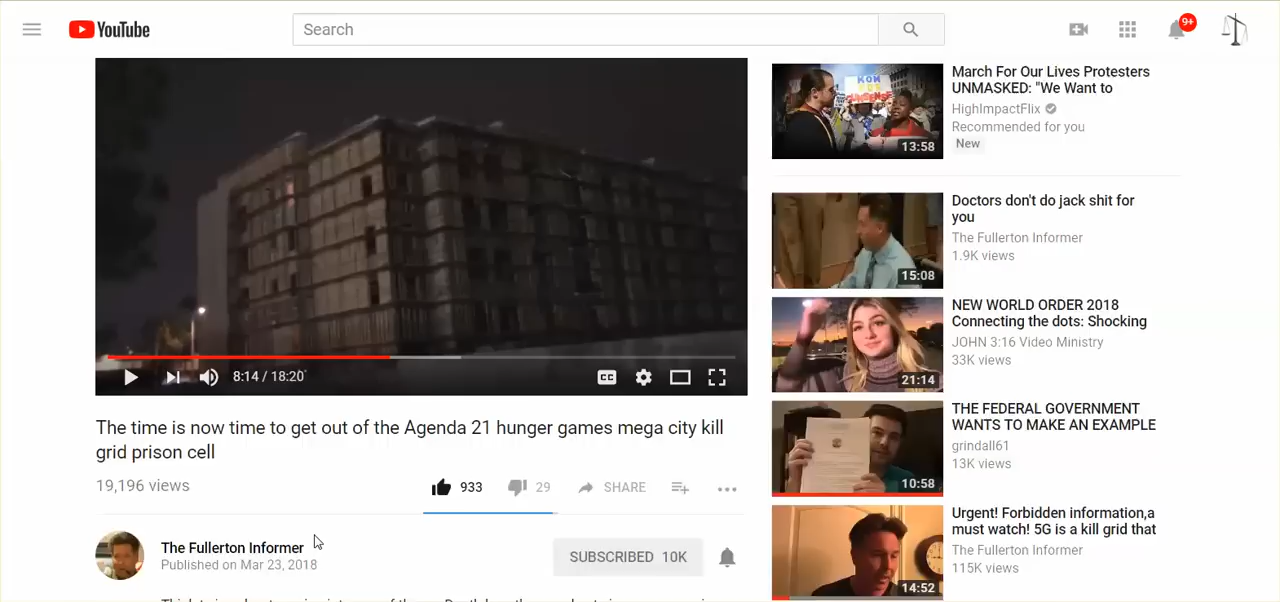 YouTube
Search
9+
8:14 / 18:20
CC
The time is now time to get out of the Agenda 21 hunger games mega city kill
grid prison cell
19,196 views
933
29
SHARE
The Fullerton Informer
Published on Mar 23, 2018
SUBSCRIBED 10K
13:58
March For Our Lives Protesters
UNMASKED: "We Want to
HighImpactFlix
Recommended for you
New
15:08
Doctors don't do jack shit for
you
The Fullerton Informer
1.9K views
21:14
NEW WORLD ORDER 2018
Connecting the dots: Shocking
JOHN 3:16 Video Ministry
33K views
10:58
THE FEDERAL GOVERNMENT
WANTS TO MAKE AN EXAMPLE
grindall61
13K views
14:52
Urgent! Forbidden information,a
must watch! 5G is a kill grid that
The Fullerton Informer
115K views